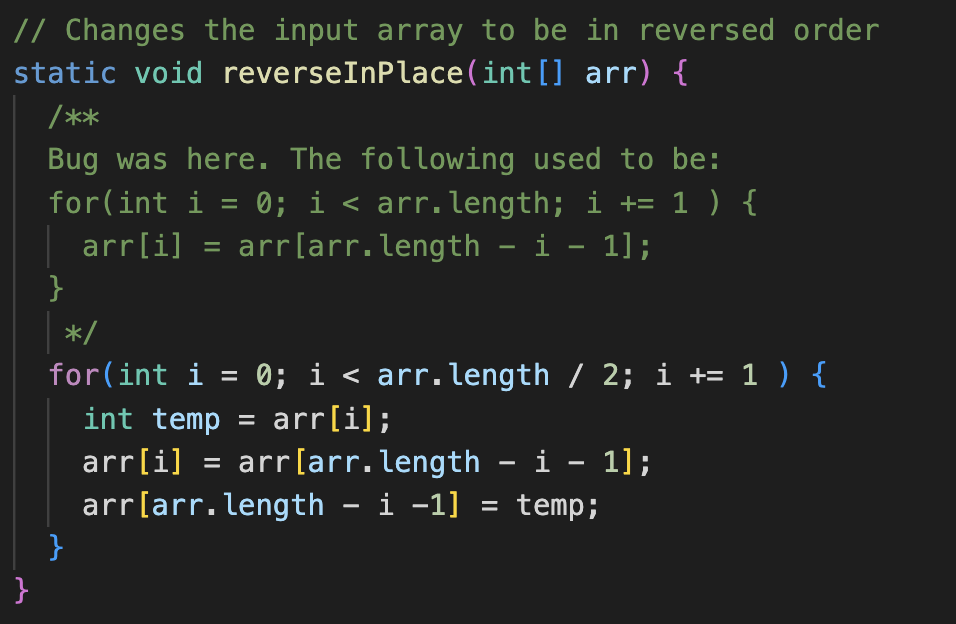 // Changes the input array to be in reversed order
static void reverseInPlace(int[] arr) {
/**
Bug was here. The following used to be:
for(int i = 0; i < arr.length; i += 1 ) {
arr[i] = arr[arr.length - i - 1];
}
*/
for(int i = 0; i < arr.length / 2; i += 1 ) {
int temp = arr[i];
arr[i] = arr[arr.length - i - 1];
arr[arr.length - i -1] = temp;
}
}